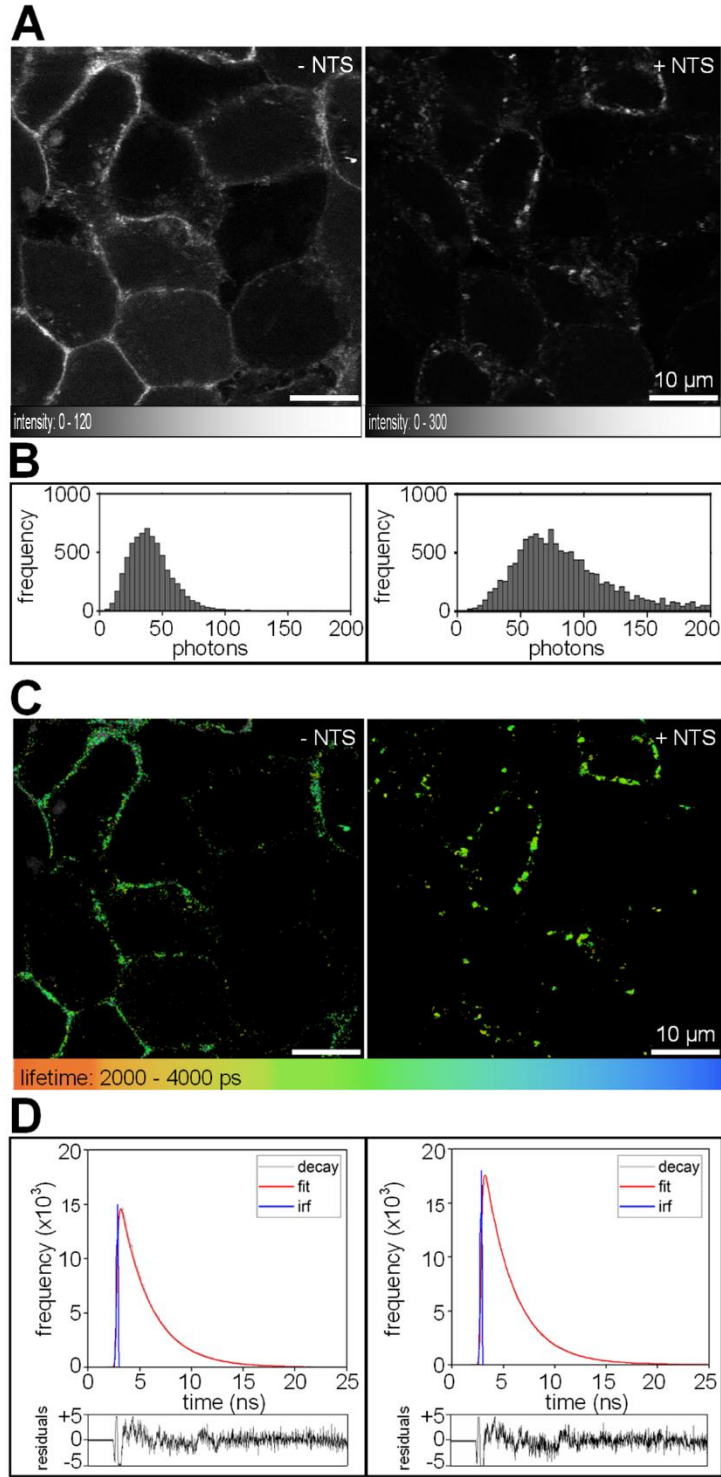 A
- NTS
+ NTS
10 µm
intensity: 0 - 120
intensity: 0 - 300
B
1000
500
0
frequency
0 50 100 150 200
photons
1000
500
0
frequency
0 50 100 150 200
photons
C
- NTS
+ NTS
10 µm
lifetime: 2000 - 4000 ps
D
20
15
10
5
0
frequency (x10³)
decay
fit
irf
0 5 10 15 20 25
time (ns)
+5
0
-5
residuals
20
15
10
5
0
frequency (x10³)
decay
fit
irf
0 5 10 15 20 25
time (ns)
+5
0
-5
residuals